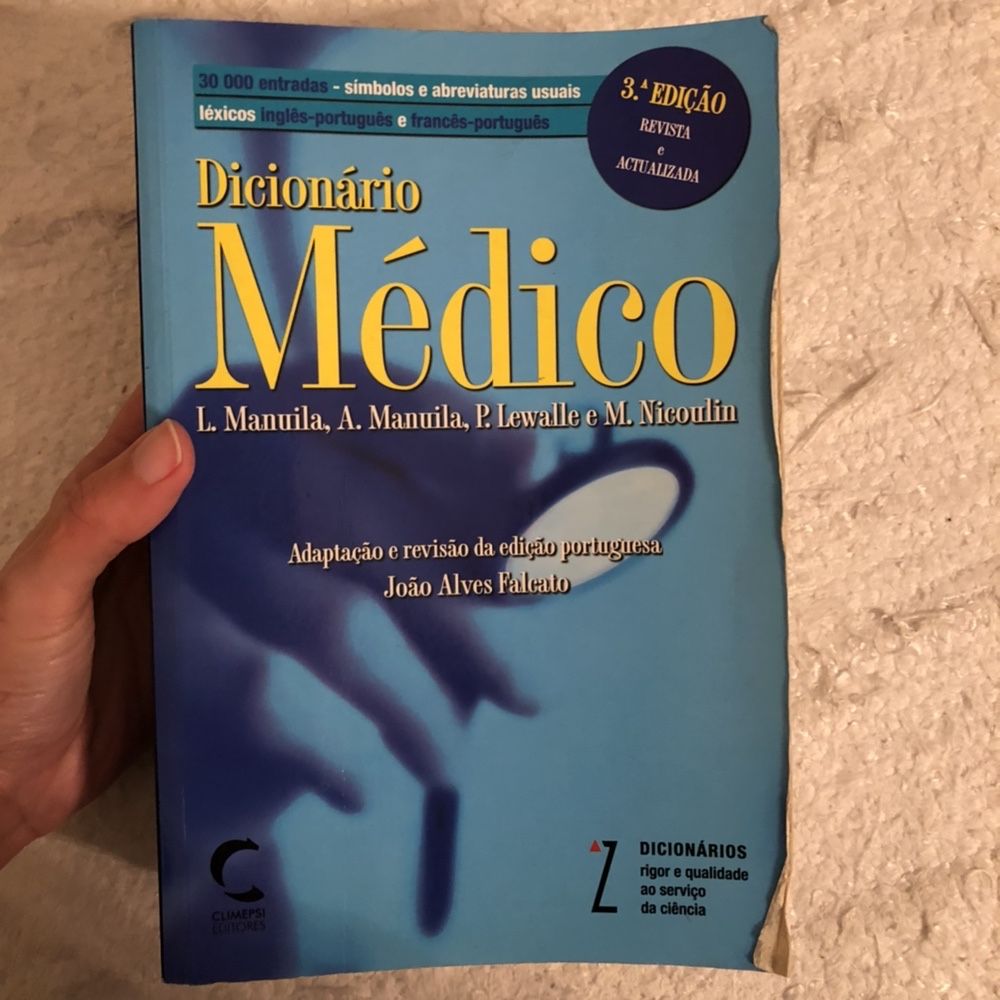 30 000 entradas - símbolos e abreviaturas usuais
léxicos inglês-português e francês-português
3.ª EDIÇÃO
REVISTA
e
ACTUALIZADA
Dicionário
Médico
L. Manuila, A. Manuila, P. Lewalle e M. Nicoulin
Adaptação e revisão da edição portuguesa
João Alves Falcato
CLIMEPSI
EDITORES
AZ
DICIONÁRIOS
rigor e qualidade
ao serviço
da ciência